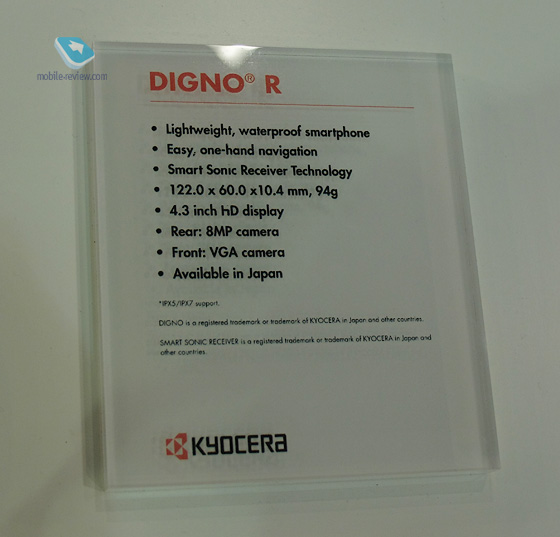 mobile-review.com
DIGNO® R
• Lightweight, waterproof smartphone
• Easy, one-hand navigation
• Smart Sonic Receiver Technology
• 122.0 x 60.0 x10.4 mm, 94g
• 4.3 inch HD display
• Rear: 8MP camera
• Front: VGA camera
• Available in Japan
*IPX5/IPX7 support.
DIGNO is a registered trademark or trademark of KYOCERA in Japan and other countries.
SMART SONIC RECEIVER is a registered trademark or trademark of KYOCERA in Japan and
other countries.
KYOCERA